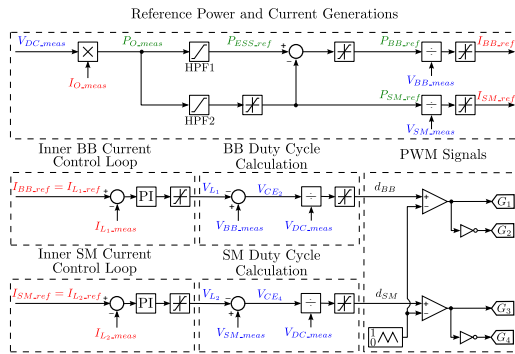 Reference Power and Current Generations
V_DC_meas P_O_meas P_ESS_ref P_BB_ref I_BB_ref
× + − ÷
HPF1
I_O_meas V_BB_meas
P_SM_ref I_SM_ref
÷
HPF2
V_SM_meas
Inner BB Current Control Loop
BB Duty Cycle Calculation
PWM Signals
I_BB_ref = I_L1_ref + − PI V_L1 − + V_CE2 ÷ d_BB + − G_1
I_L1_meas V_BB_meas V_DC_meas G_2
Inner SM Current Control Loop
SM Duty Cycle Calculation
I_SM_ref = I_L2_ref + − PI V_L2 − + V_CE4 ÷ d_SM + − G_3
I_L2_meas V_SM_meas V_DC_meas 1 0 G_4